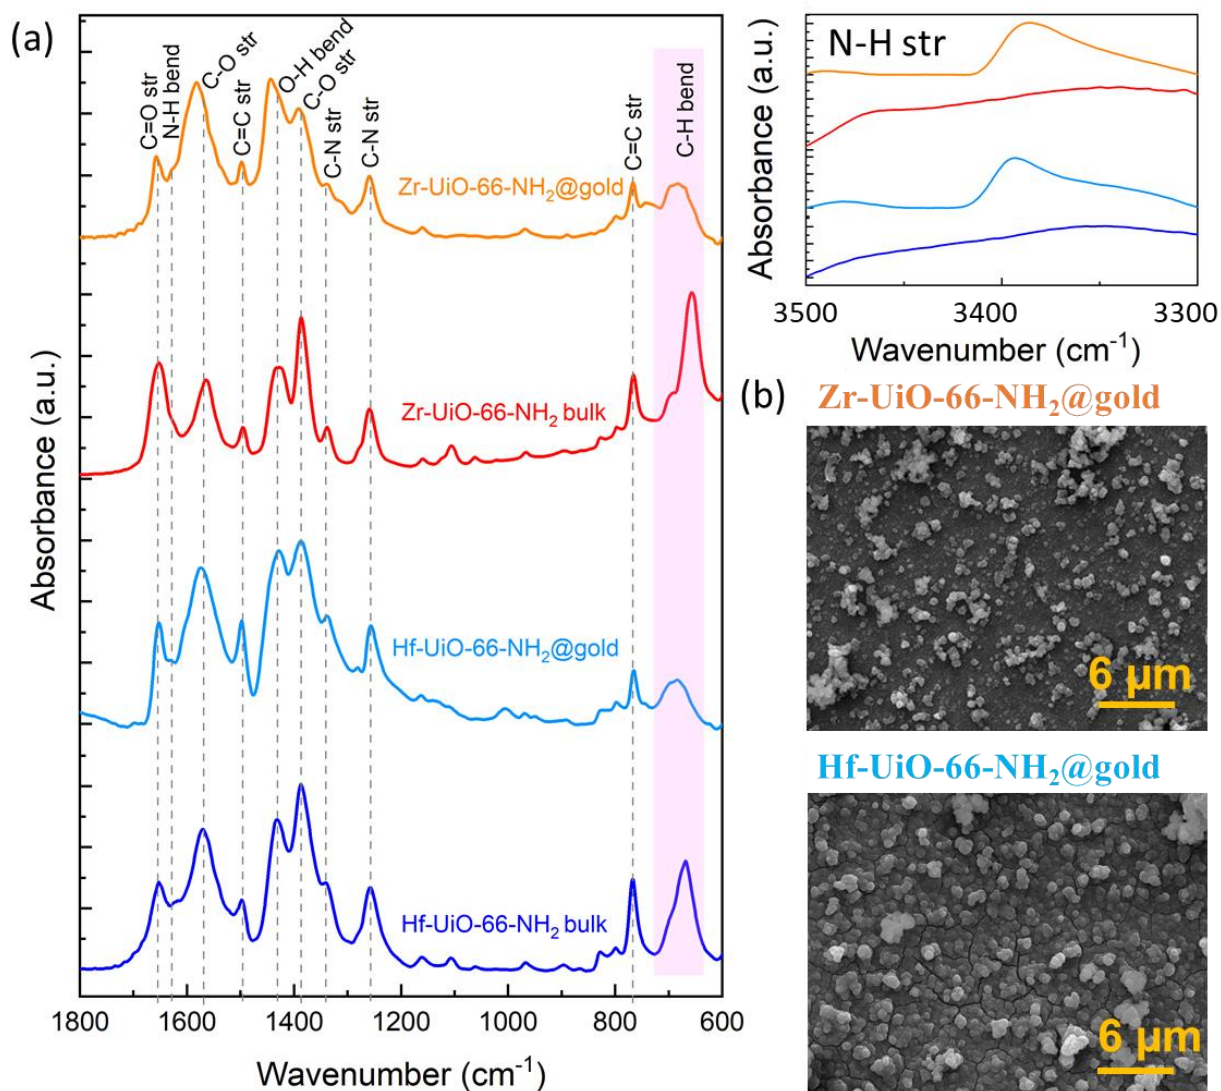 (a)
C=O str
N-H bend
C-O str
C=C str
O-H bend
C-O str
C-N str
C-N str
C=C str
C-H bend
Zr-UiO-66-NH₂@gold
Zr-UiO-66-NH₂ bulk
Hf-UiO-66-NH₂@gold
Hf-UiO-66-NH₂ bulk
Absorbance (a.u.)
1800 1600 1400 1200 1000 800 600
Wavenumber (cm⁻¹)
N-H str
Absorbance (a.u.)
3500 3400 3300
Wavenumber (cm⁻¹)
(b)
Zr-UiO-66-NH₂@gold
6 μm
Hf-UiO-66-NH₂@gold
6 μm